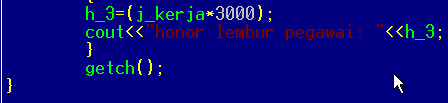 h_3=(j_kerja*3000);
cout<<"honor lembur pegawai: "<<h_3;
}
getch();
}